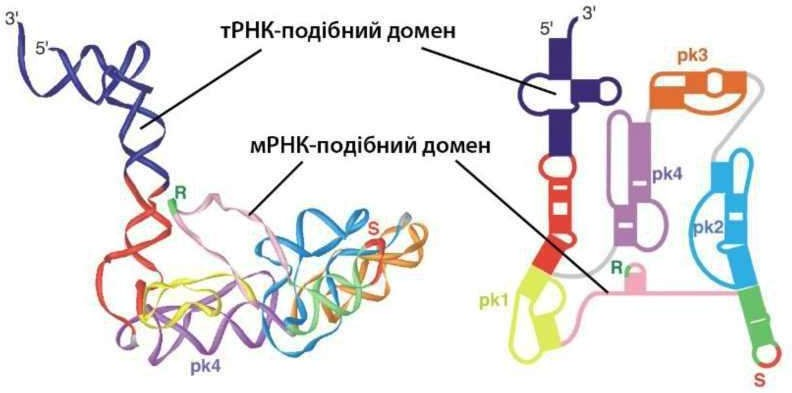 3'
5'
тРНК-подібний домен
мРНК-подібний домен
R
S
pk4
5'
3'
pk3
pk4
pk2
R
pk1
S